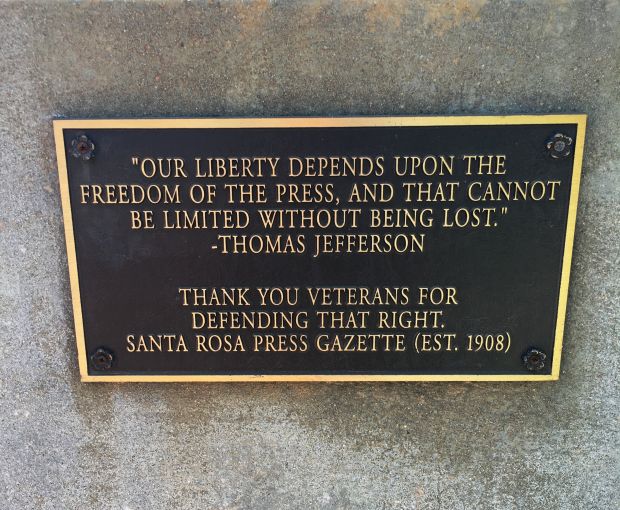 "OUR LIBERTY DEPENDS UPON THE
FREEDOM OF THE PRESS, AND THAT CANNOT
BE LIMITED WITHOUT BEING LOST."
-THOMAS JEFFERSON
THANK YOU VETERANS FOR
DEFENDING THAT RIGHT.
SANTA ROSA PRESS GAZETTE (EST. 1908)